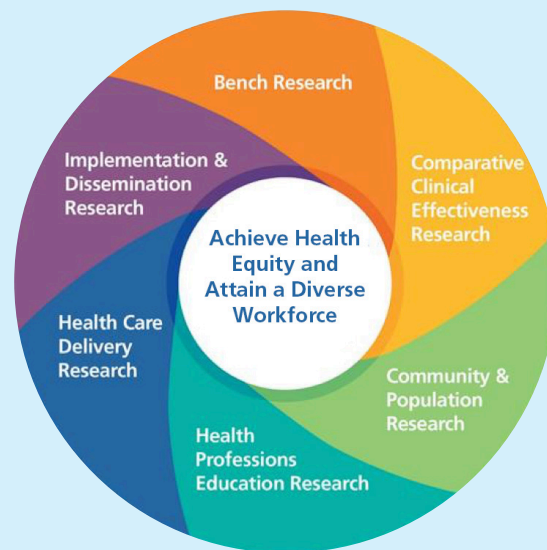 Bench Research
Comparative
Clinical
Effectiveness
Research
Community &
Population
Research
Health
Professions
Education Research
Health Care
Delivery
Research
Implementation &
Dissemination
Research
Achieve Health
Equity and
Attain a Diverse
Workforce